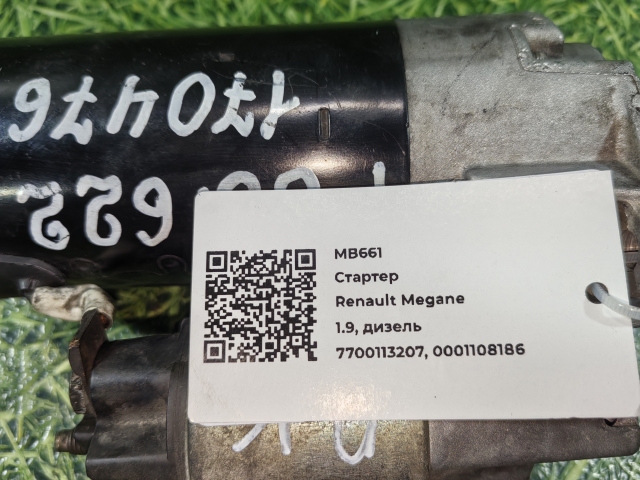 170476
MB661
Стартер
Renault Megane
1.9, дизель
7700113207, 0001108186